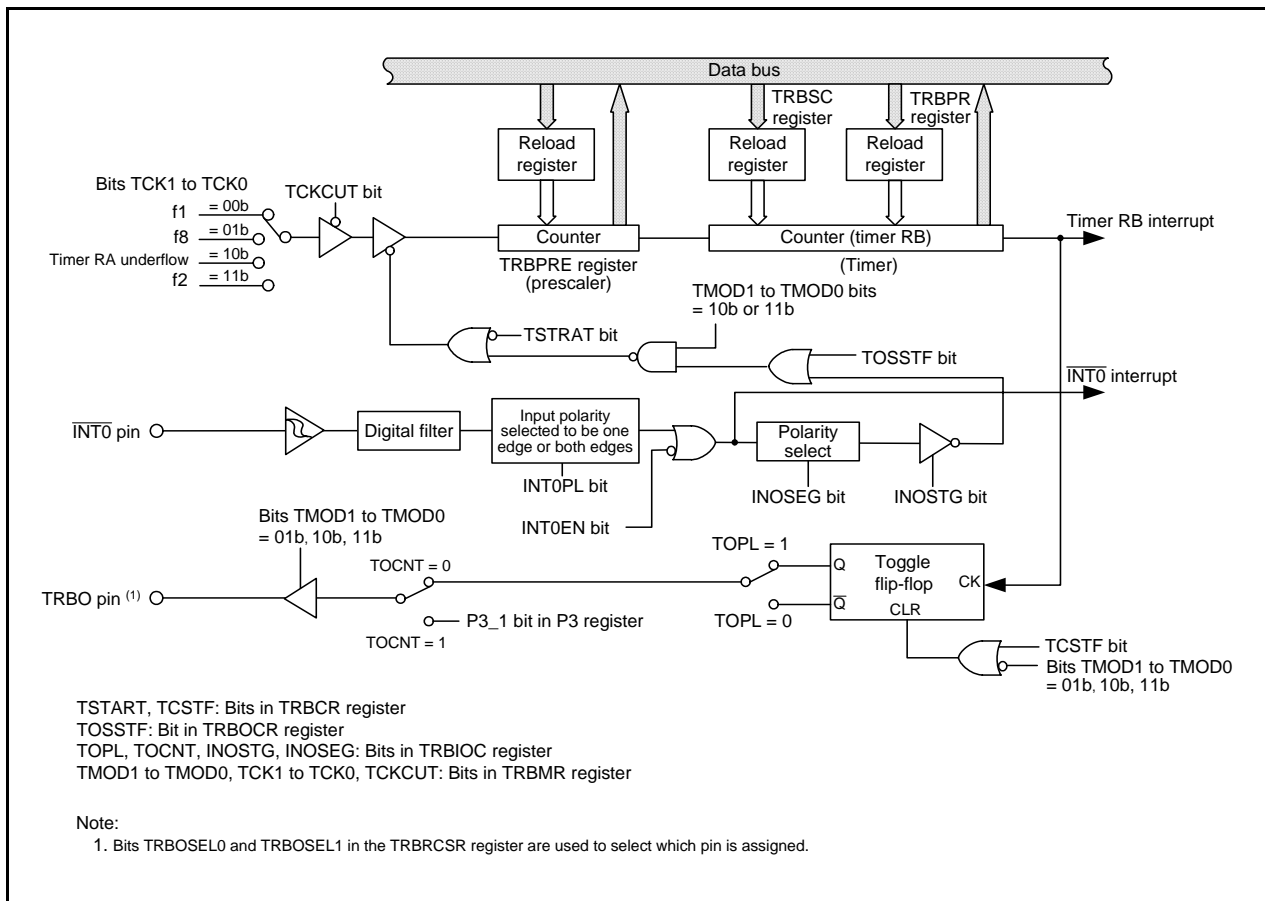 Data bus
TRBSC
register
TRBPR
register
Reload
register
Reload
register
Reload
register
Bits TCK1 to TCK0
TCKCUT bit
f1
= 00b
f8
= 01b
Timer RA underflow
= 10b
f2
= 11b
Counter
Counter (timer RB)
Timer RB interrupt
TRBPRE register
(prescaler)
(Timer)
TMOD1 to TMOD0 bits
= 10b or 11b
TSTRAT bit
TOSSTF bit
INT0 interrupt
INT0 pin
Digital filter
Input polarity
selected to be one
edge or both edges
Polarity
select
INT0PL bit
INOSEG bit
INOSTG bit
INT0EN bit
Bits TMOD1 to TMOD0
= 01b, 10b, 11b
TOCNT = 0
TOPL = 1
Q
Toggle
flip-flop
CK
TRBO pin (1)
P3_1 bit in P3 register
Q
CLR
TOCNT = 1
TOPL = 0
TCSTF bit
Bits TMOD1 to TMOD0
= 01b, 10b, 11b
TSTART, TCSTF: Bits in TRBCR register
TOSSTF: Bit in TRBOCR register
TOPL, TOCNT, INOSTG, INOSEG: Bits in TRBIOC register
TMOD1 to TMOD0, TCK1 to TCK0, TCKCUT: Bits in TRBMR register
Note:
1. Bits TRBOSEL0 and TRBOSEL1 in the TRBRCSR register are used to select which pin is assigned.